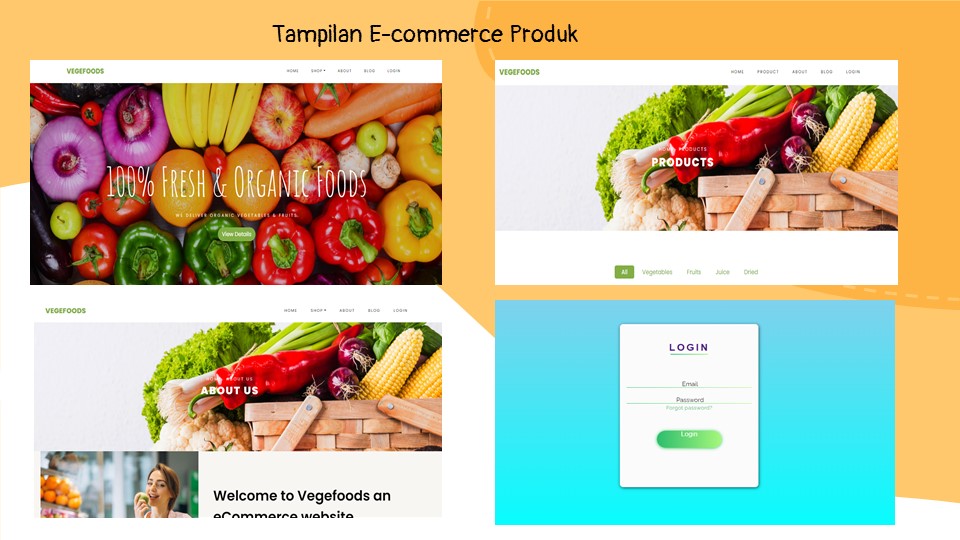 Tampilan E-commerce Produk
VEGEFOODS
HOME SHOP ABOUT BLOG LOGIN
100% Fresh & Organic Foods
WE DELIVER ORGANIC VEGETABLES & FRUITS
View Details
VEGEFOODS
HOME PRODUCT ABOUT BLOG LOGIN
PRODUCTS
PRODUCTS
All Vegetables Fruits Juice Dried
VEGEFOODS
HOME SHOP ABOUT BLOG LOGIN
ABOUT US
ABOUT US
Welcome to Vegefoods an
eCommerce website
LOGIN
Email
Password
Forgot password?
Login